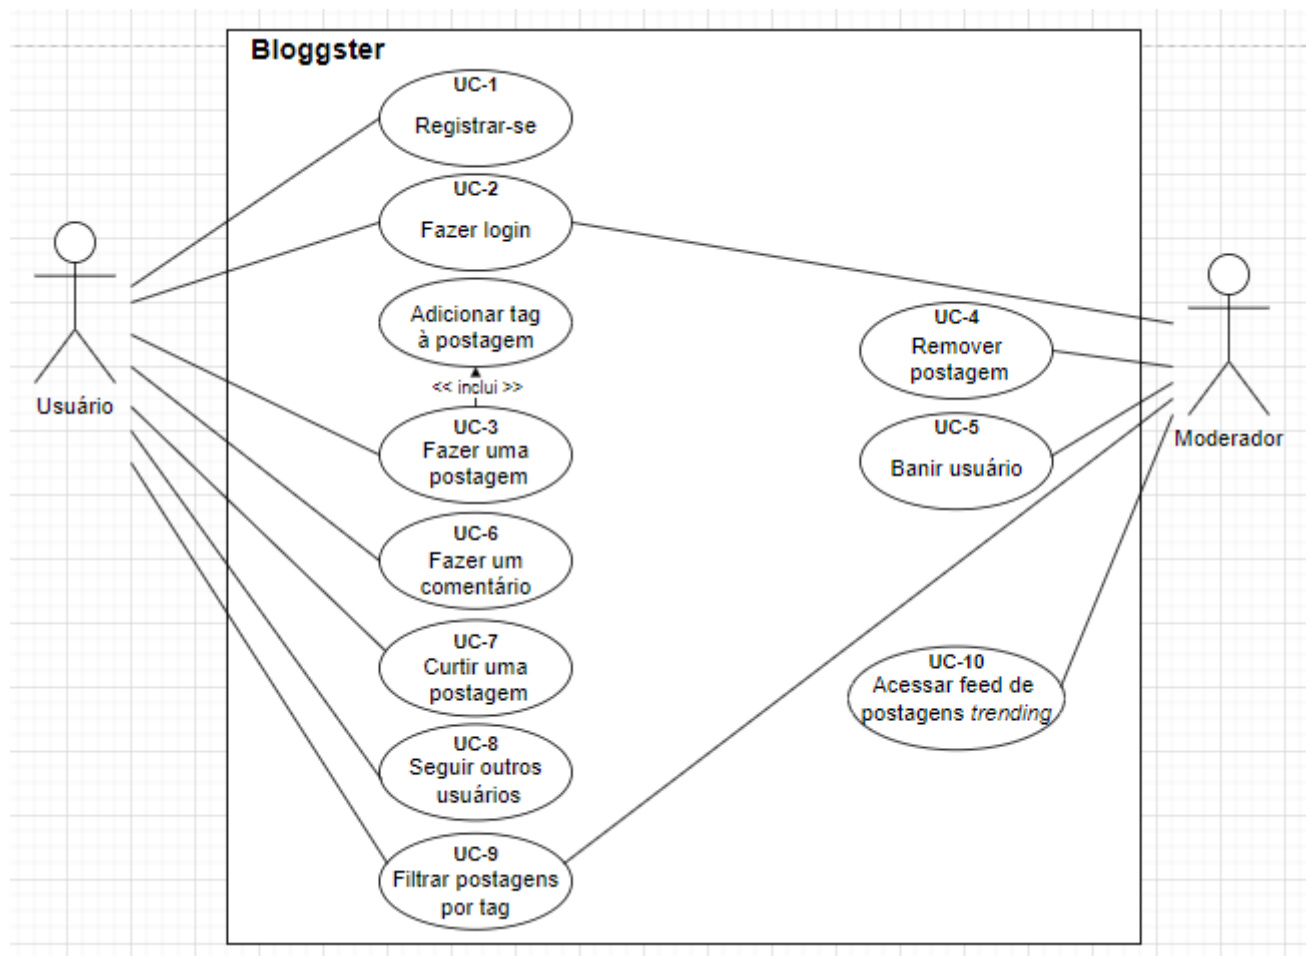 Bloggster
UC-1
Registrar-se
UC-2
Fazer login
Adicionar tag
à postagem
<< inclui >>
UC-3
Fazer uma
postagem
UC-4
Remover
postagem
UC-5
Banir usuário
Usuário
Moderador
UC-6
Fazer um
comentário
UC-7
Curtir uma
postagem
UC-8
Seguir outros
usuários
UC-9
Filtrar postagens
por tag
UC-10
Acessar feed de
postagens trending